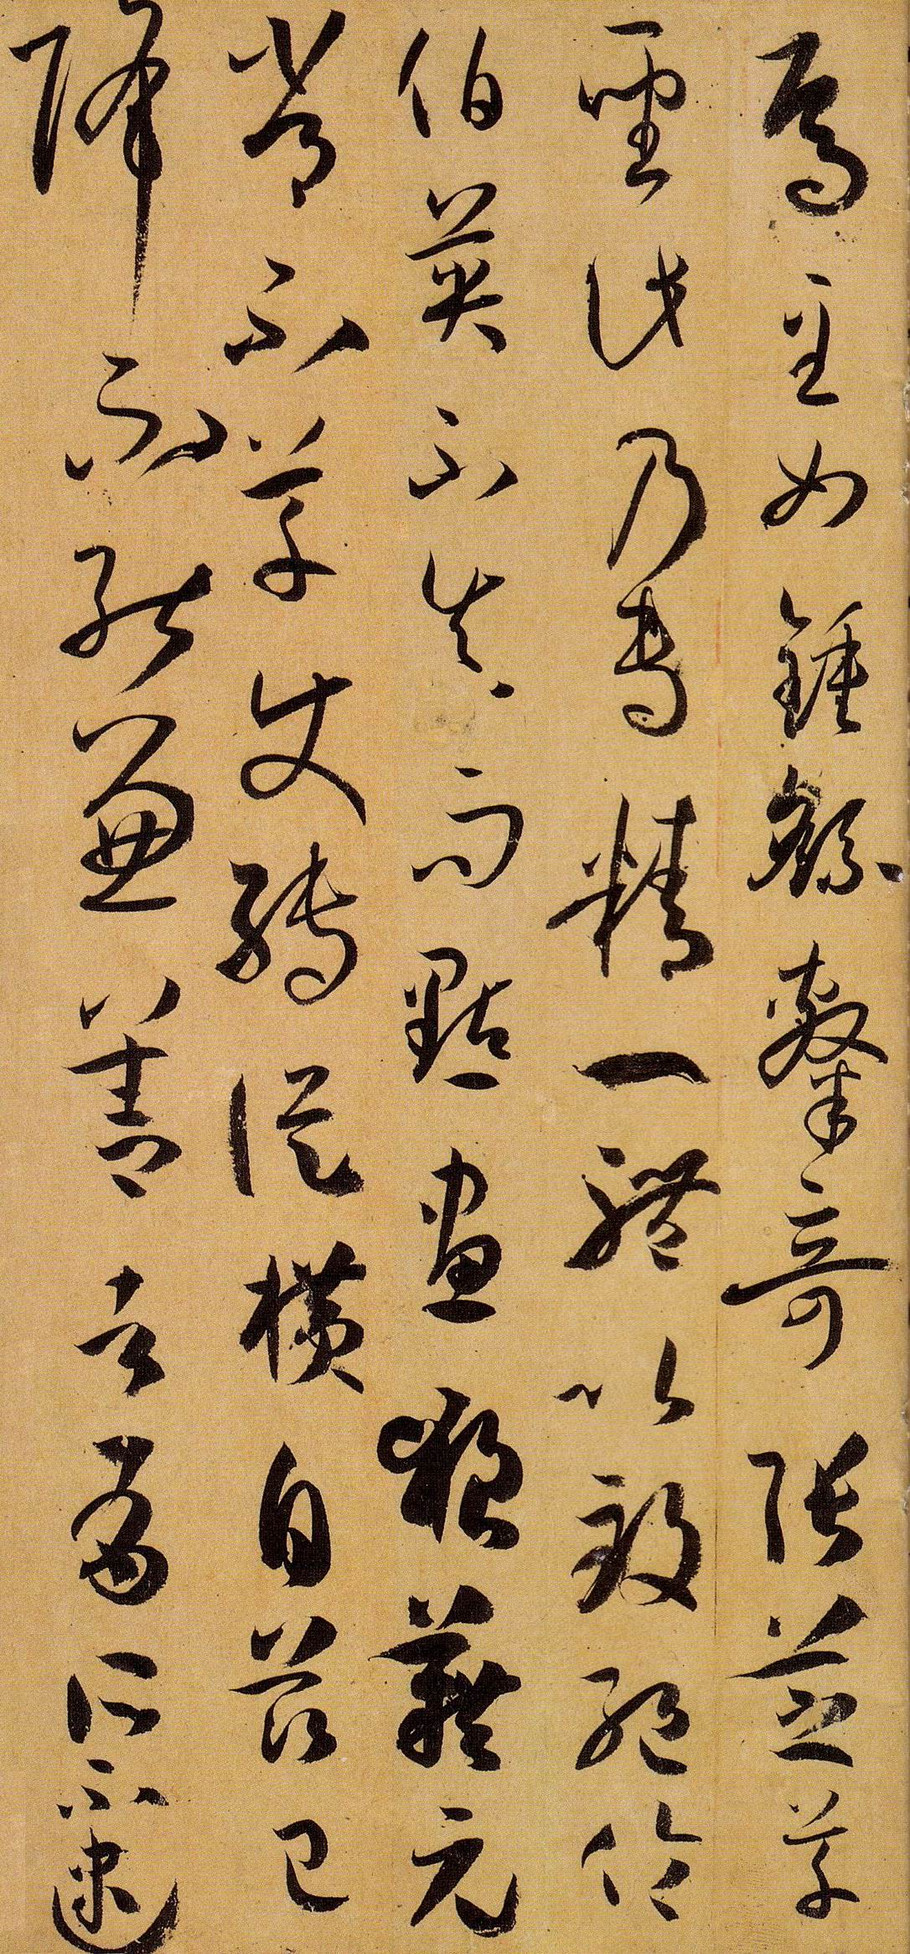 焉至如鍾繇隸奇張芝草
聖此乃專精一體以致絕倫
伯英不真而點畫狼藉元
常不草使轉縱橫自茲已
降不能兼善者有所不逮